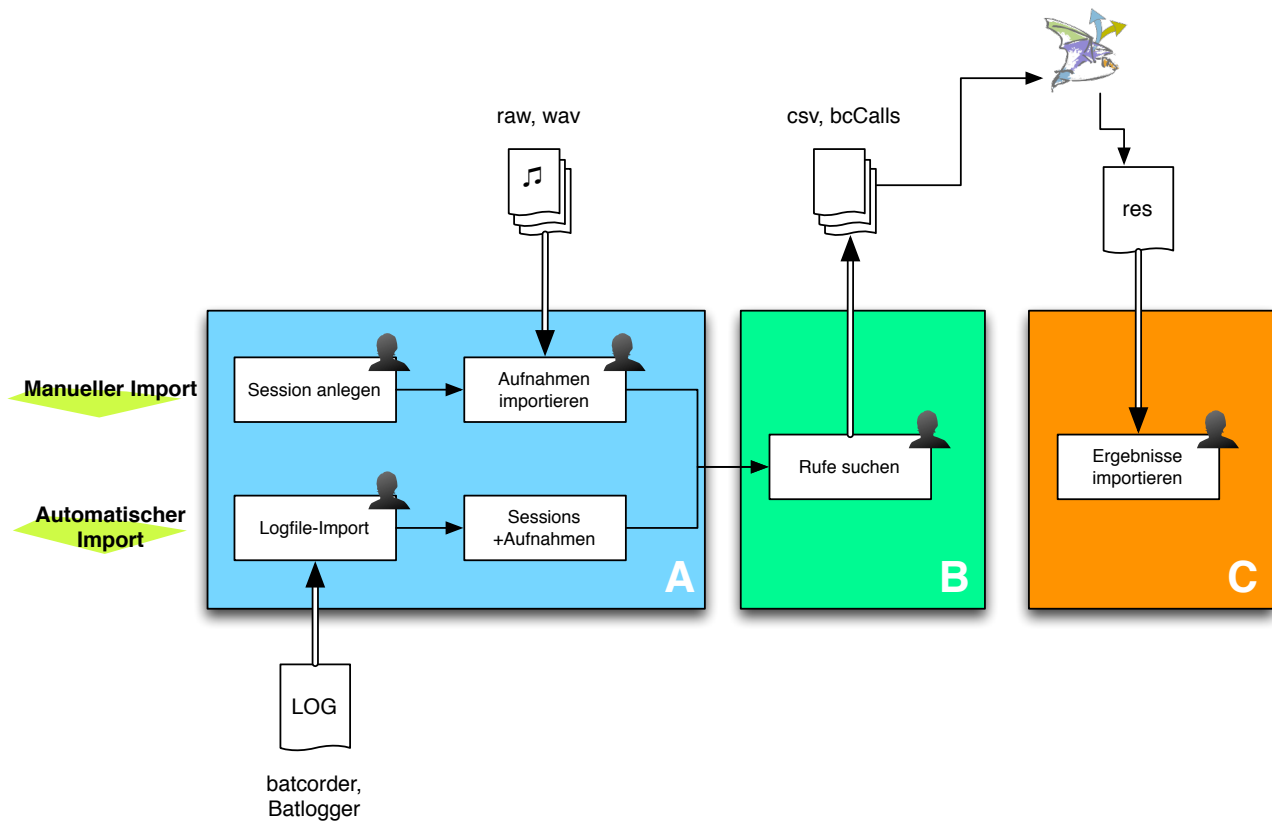 raw, wav
csv, bcCalls
res
Manueller Import
Session anlegen
Aufnahmen
importieren
Rufe suchen
Ergebnisse
importieren
Automatischer
Import
Logfile-Import
Sessions
+Aufnahmen
A
B
C
LOG
batcorder,
Batlogger